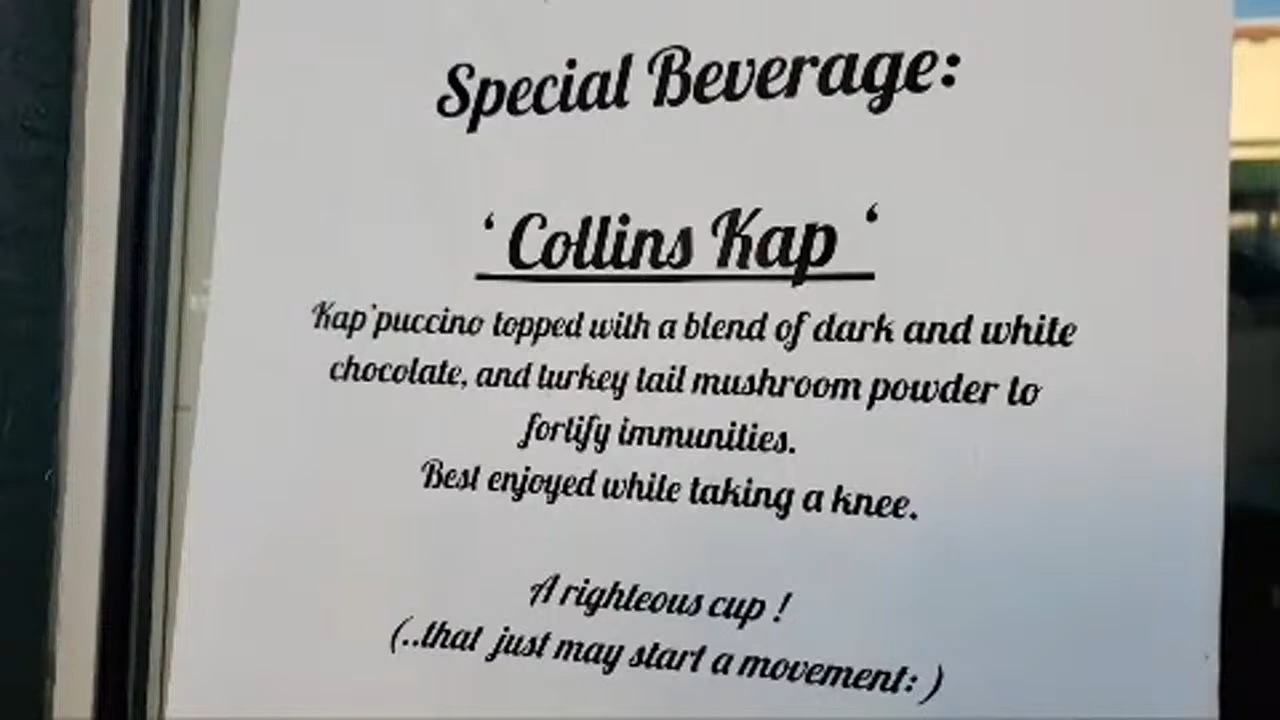 Special Beverage:
‘ Collins Kap ‘
Kap'puccino topped with a blend of dark and white
chocolate, and turkey tail mushroom powder to
fortify immunities.
Best enjoyed while taking a knee.
A righteous cup !
(..that just may start a movement: )